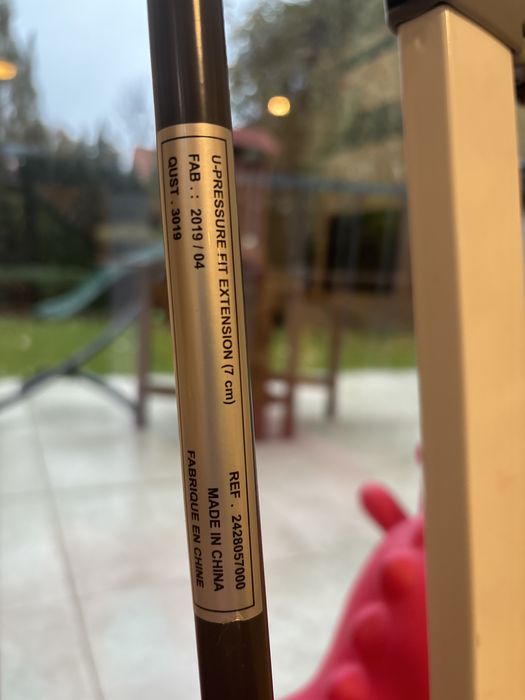 U-PRESSURE FIT EXTENSION (7 cm)
FAB . : 2019 / 04
QUST . 3019
REF . 2428057000
MADE IN CHINA
FABRIQUE EN CHINE